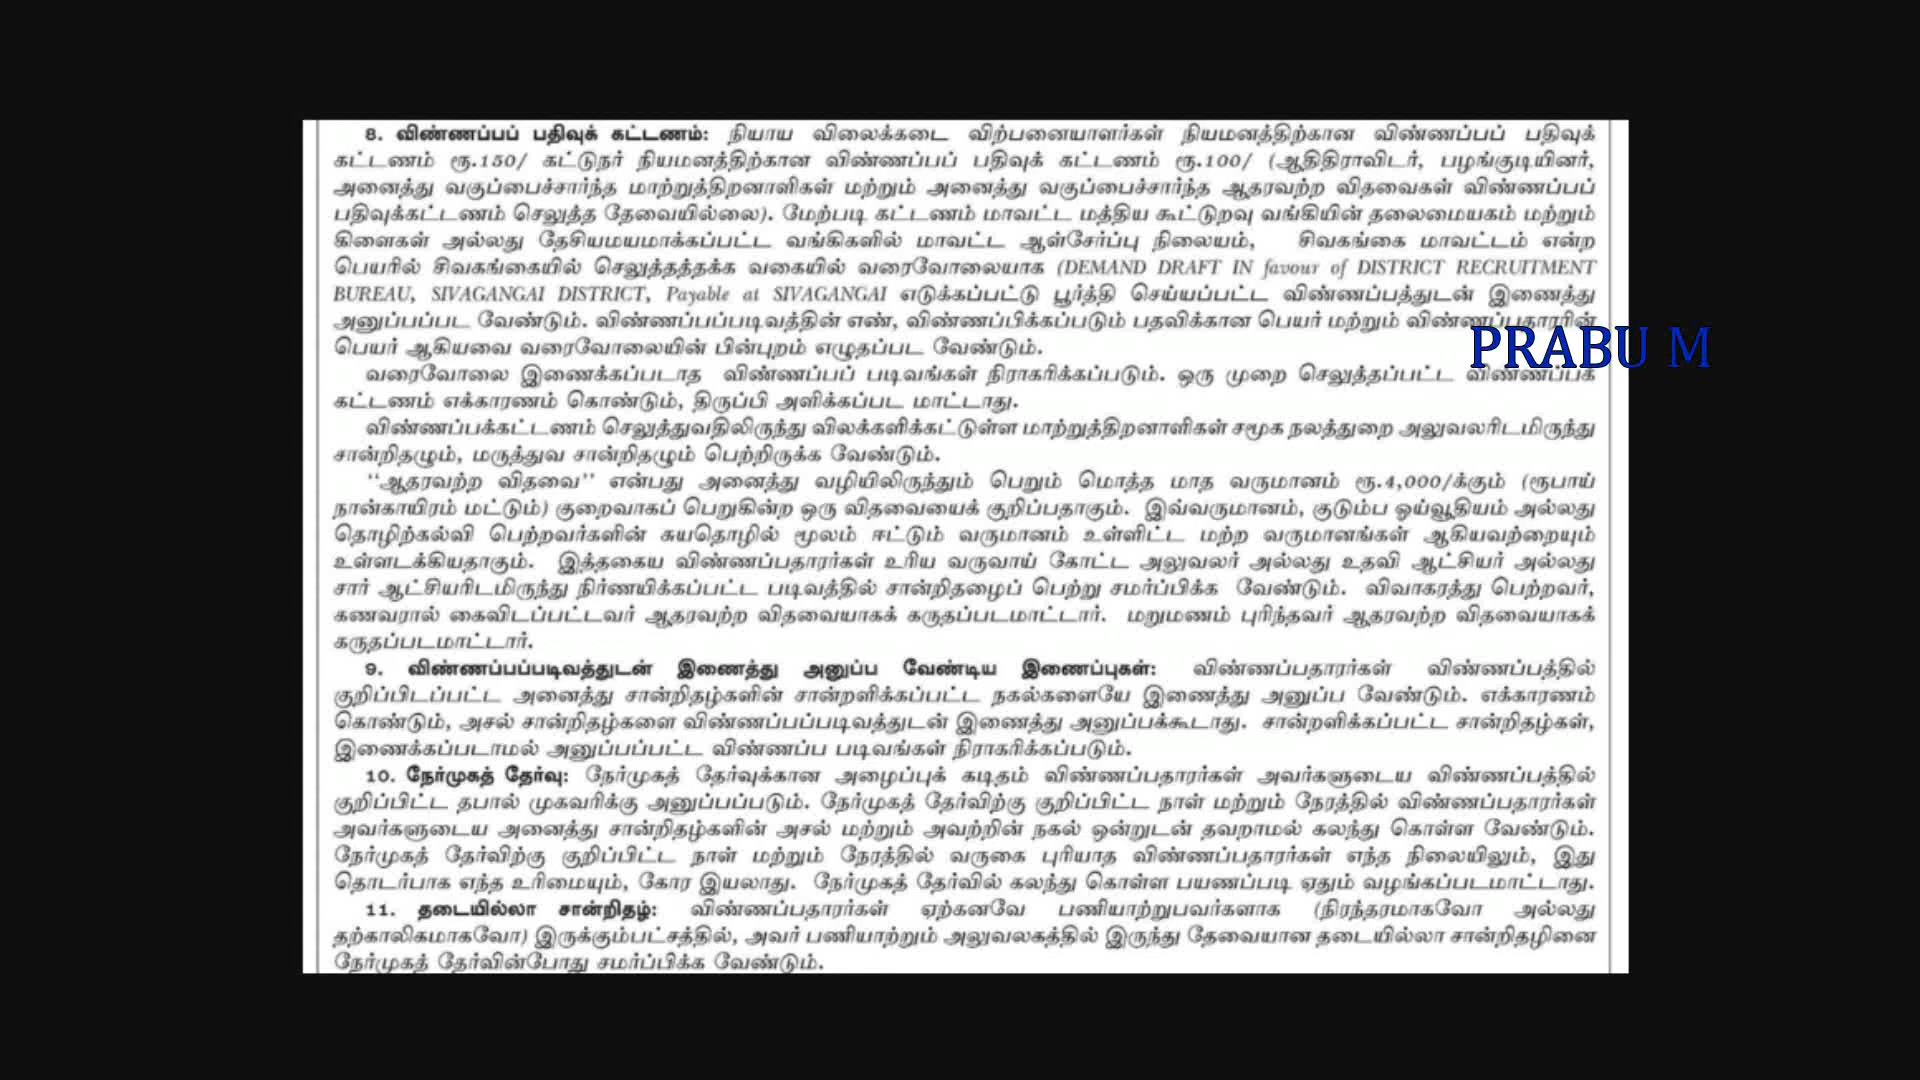 8. விண்ணப்பப் பதிவுக் கட்டணம்: நியாய விலைக்கடை விற்பனையாளர்கள் நியமனத்திற்கான விண்ணப்பப் பதிவுக்
கட்டணம் ரூ.150/ கட்டுநர் நியமனத்திற்கான விண்ணப்பப் பதிவுக் கட்டணம் ரூ.100/ (ஆதிதிராவிடர், பழங்குடியினர்,
அனைத்து வகுப்பைச்சார்ந்த மாற்றுத்திறனாளிகள் மற்றும் அனைத்து வகுப்பைச்சார்ந்த ஆதரவற்ற விதவைகள் விண்ணப்பப்
பதிவுக்கட்டணம் செலுத்த தேவையில்லை). மேற்படி கட்டணம் மாவட்ட மத்திய கூட்டுறவு வங்கியின் தலைமையகம் மற்றும்
கிளைகள் அல்லது தேசியமயமாக்கப்பட்ட வங்கிகளில் மாவட்ட ஆள்சேர்ப்பு நிலையம், சிவகங்கை மாவட்டம் என்ற
பெயரில் சிவகங்கையில் செலுத்தத்தக்க வகையில் வரைவோலையாக (DEMAND DRAFT IN favour of DISTRICT RECRUITMENT
BUREAU, SIVAGANGAI DISTRICT, Payable at SIVAGANGAI எடுக்கப்பட்டு பூர்த்தி செய்யப்பட்ட விண்ணப்பத்துடன் இணைத்து
அனுப்பப்பட வேண்டும். விண்ணப்பப்படிவத்தின் எண், விண்ணப்பிக்கப்படும் பதவிக்கான பெயர் மற்றும் விண்ணப்பதாரரின்
பெயர் ஆகியவை வரைவோலையின் பின்புறம் எழுதப்பட வேண்டும்.
PRABU M
வரைவோலை இணைக்கப்படாத விண்ணப்பப் படிவங்கள் நிராகரிக்கப்படும். ஒரு முறை செலுத்தப்பட்ட விண்ணப்பக்
கட்டணம் எக்காரணம் கொண்டும், திருப்பி அளிக்கப்பட மாட்டாது.
விண்ணப்பக்கட்டணம் செலுத்துவதிலிருந்து விலக்களிக்கட்டுள்ள மாற்றுத்திறனாளிகள் சமூக நலத்துறை அலுவலரிடமிருந்து
சான்றிதழும், மருத்துவ சான்றிதழும் பெற்றிருக்க வேண்டும்.
‘‘ஆதரவற்ற விதவை’’ என்பது அனைத்து வழியிலிருந்தும் பெறும் மொத்த மாத வருமானம் ரூ.4,000/க்கும் (ரூபாய்
நான்காயிரம் மட்டும்) குறைவாகப் பெறுகின்ற ஒரு விதவையைக் குறிப்பதாகும். இவ்வருமானம், குடும்ப ஓய்வூதியம் அல்லது
தொழிற்கல்வி பெற்றவர்களின் சுயதொழில் மூலம் ஈட்டும் வருமானம் உள்ளிட்ட மற்ற வருமானங்கள் ஆகியவற்றையும்
உள்ளடக்கியதாகும். இத்தகைய விண்ணப்பதாரர்கள் உரிய வருவாய் கோட்ட அலுவலர் அல்லது உதவி ஆட்சியர் அல்லது
சார் ஆட்சியரிடமிருந்து நிர்ணயிக்கப்பட்ட படிவத்தில் சான்றிதழைப் பெற்று சமர்ப்பிக்க வேண்டும். விவாகரத்து பெற்றவர்,
கணவரால் கைவிடப்பட்டவர் ஆதரவற்ற விதவையாகக் கருதப்படமாட்டார். மறுமணம் புரிந்தவர் ஆதரவற்ற விதவையாகக்
கருதப்படமாட்டார்.
9. விண்ணப்பப்படிவத்துடன் இணைத்து அனுப்ப வேண்டிய இணைப்புகள்: விண்ணப்பதாரர்கள் விண்ணப்பத்தில்
குறிப்பிடப்பட்ட அனைத்து சான்றிதழ்களின் சான்றளிக்கப்பட்ட நகல்களையே இணைத்து அனுப்ப வேண்டும். எக்காரணம்
கொண்டும், அசல் சான்றிதழ்களை விண்ணப்பப்படிவத்துடன் இணைத்து அனுப்பக்கூடாது. சான்றளிக்கப்பட்ட சான்றிதழ்கள்,
இணைக்கப்படாமல் அனுப்பப்பட்ட விண்ணப்ப படிவங்கள் நிராகரிக்கப்படும்.
10. நேர்முகத் தேர்வு: நேர்முகத் தேர்வுக்கான அழைப்புக் கடிதம் விண்ணப்பதாரர்கள் அவர்களுடைய விண்ணப்பத்தில்
குறிப்பிட்ட தபால் முகவரிக்கு அனுப்பப்படும். நேர்முகத் தேர்விற்கு குறிப்பிட்ட நாள் மற்றும் நேரத்தில் விண்ணப்பதாரர்கள்
அவர்களுடைய அனைத்து சான்றிதழ்களின் அசல் மற்றும் அவற்றின் நகல் ஒன்றுடன் தவறாமல் கலந்து கொள்ள வேண்டும்.
நேர்முகத் தேர்விற்கு குறிப்பிட்ட நாள் மற்றும் நேரத்தில் வருகை புரியாத விண்ணப்பதாரர்கள் எந்த நிலையிலும், இது
தொடர்பாக எந்த உரிமையும், கோர இயலாது. நேர்முகத் தேர்வில் கலந்து கொள்ள பயணப்படி ஏதும் வழங்கப்படமாட்டாது.
11. தடையில்லா சான்றிதழ்: விண்ணப்பதாரர்கள் ஏற்கனவே பணியாற்றுபவர்களாக (நிரந்தரமாகவோ அல்லது
தற்காலிகமாகவோ) இருக்கும்பட்சத்தில், அவர் பணியாற்றும் அலுவலகத்தில் இருந்து தேவையான தடையில்லா சான்றிதழினை
நேர்முகத் தேர்வின்போது சமர்ப்பிக்க வேண்டும்.